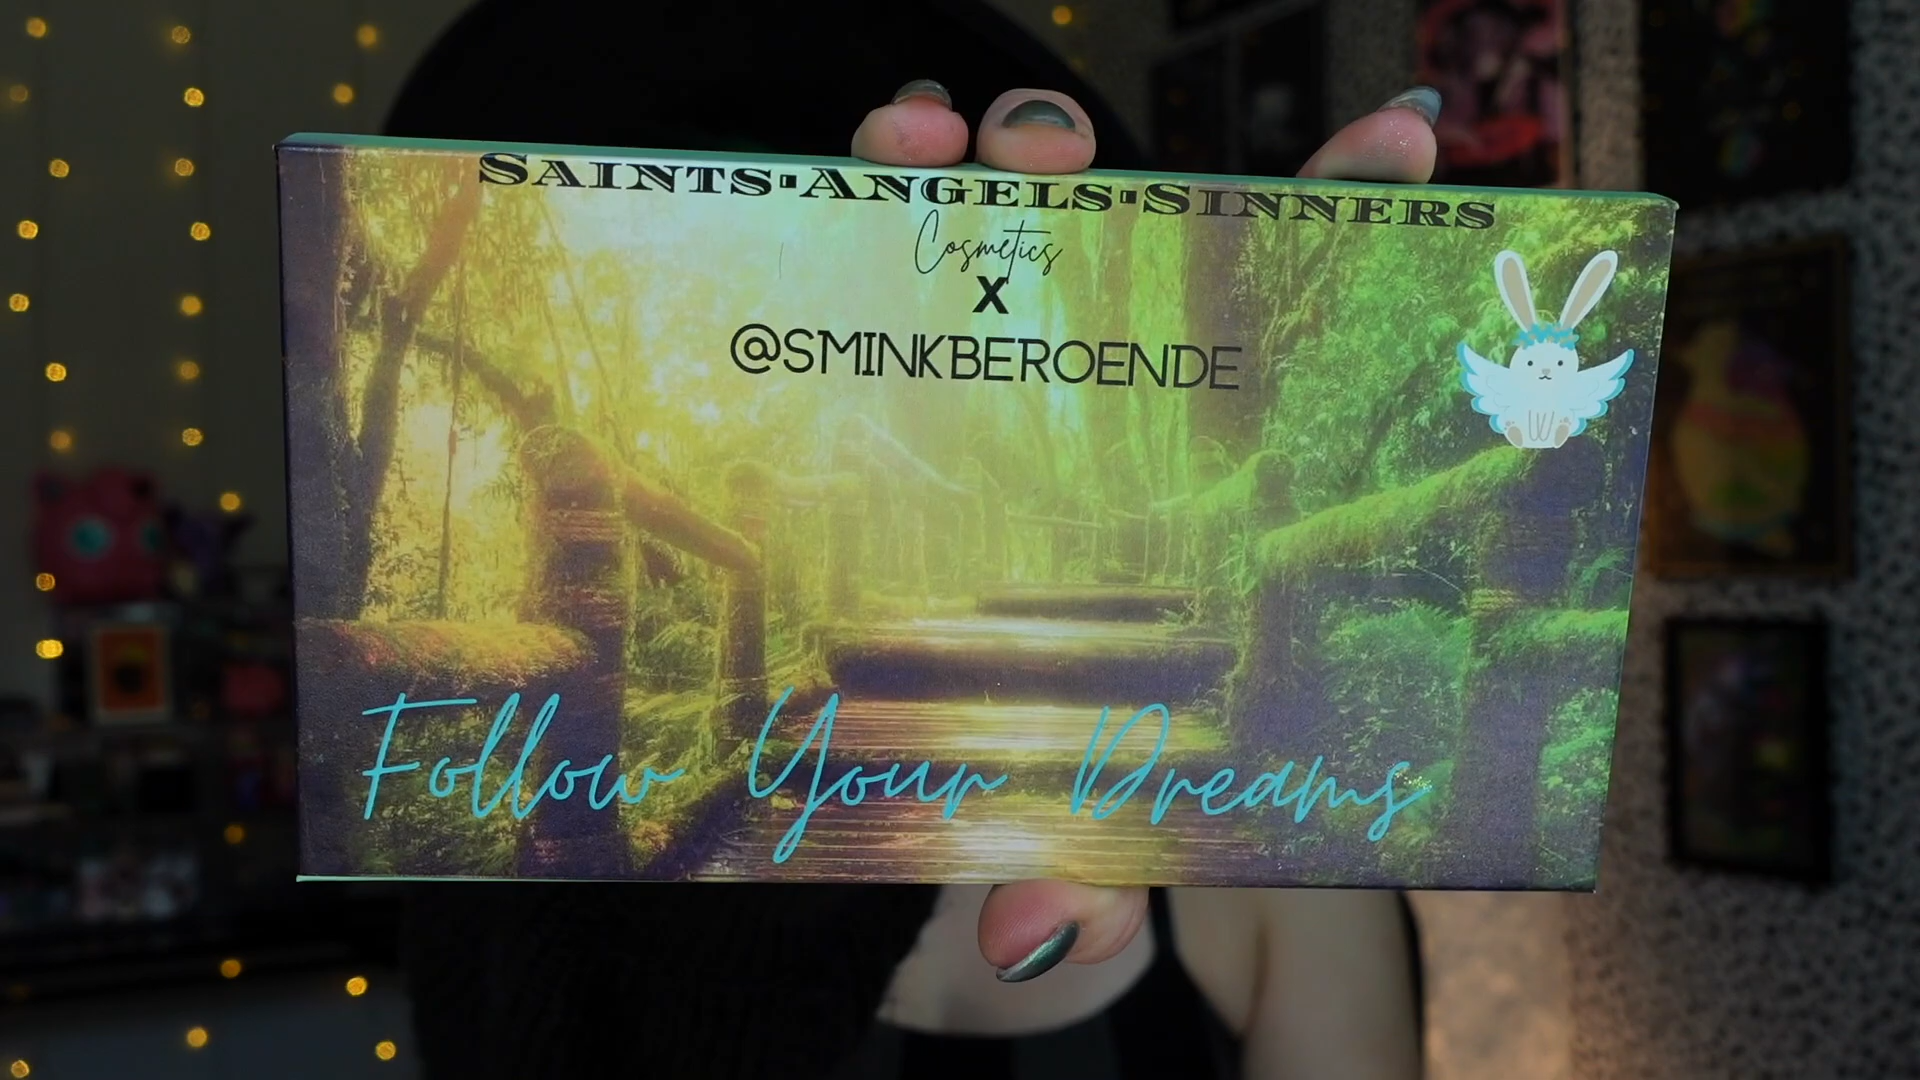 SAINTS·ANGELS·SINNERS
Cosmetics
X
@SMINKBEROENDE
Follow Your Dreams